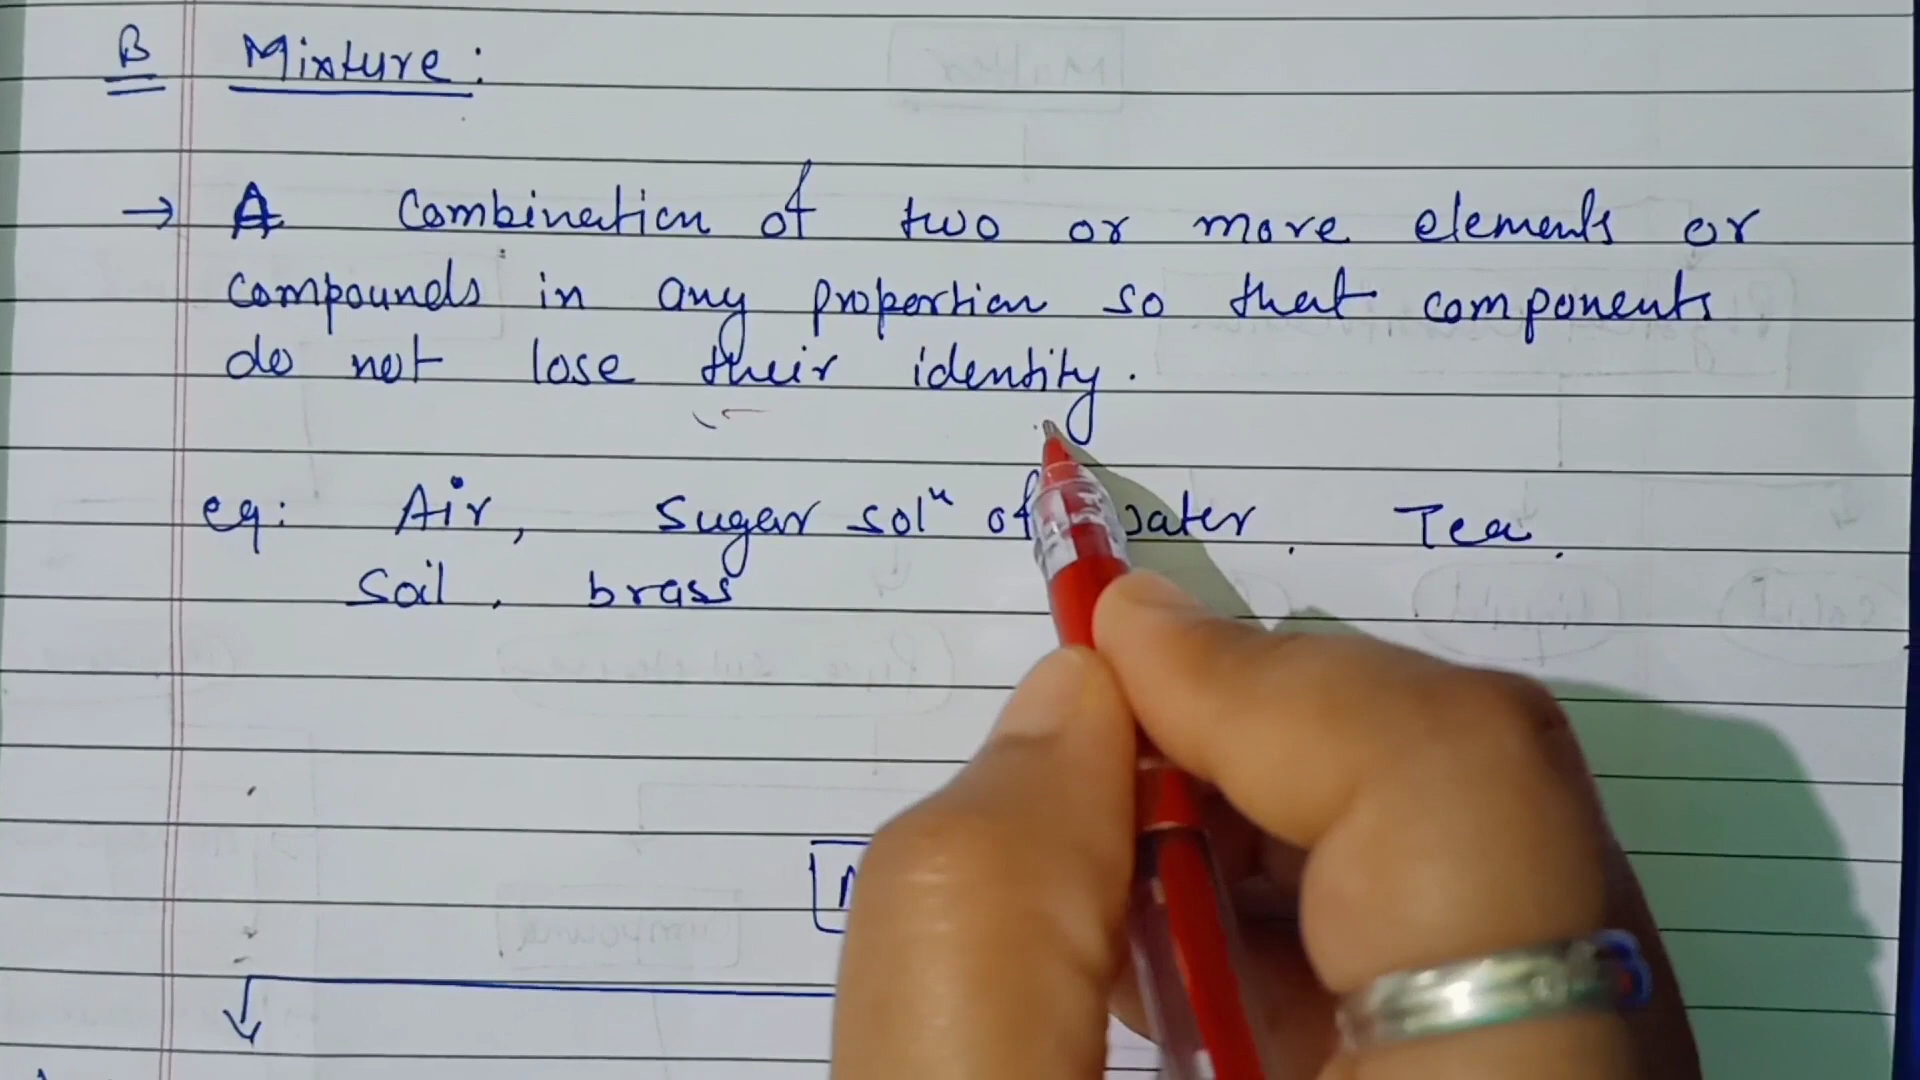 B Mixture:
→ A Combination of two or more elements or
compounds in any proportion so that components
do not lose their identity.
eg: Air, Sugar solⁿ of water, Tea,
Soil, brass